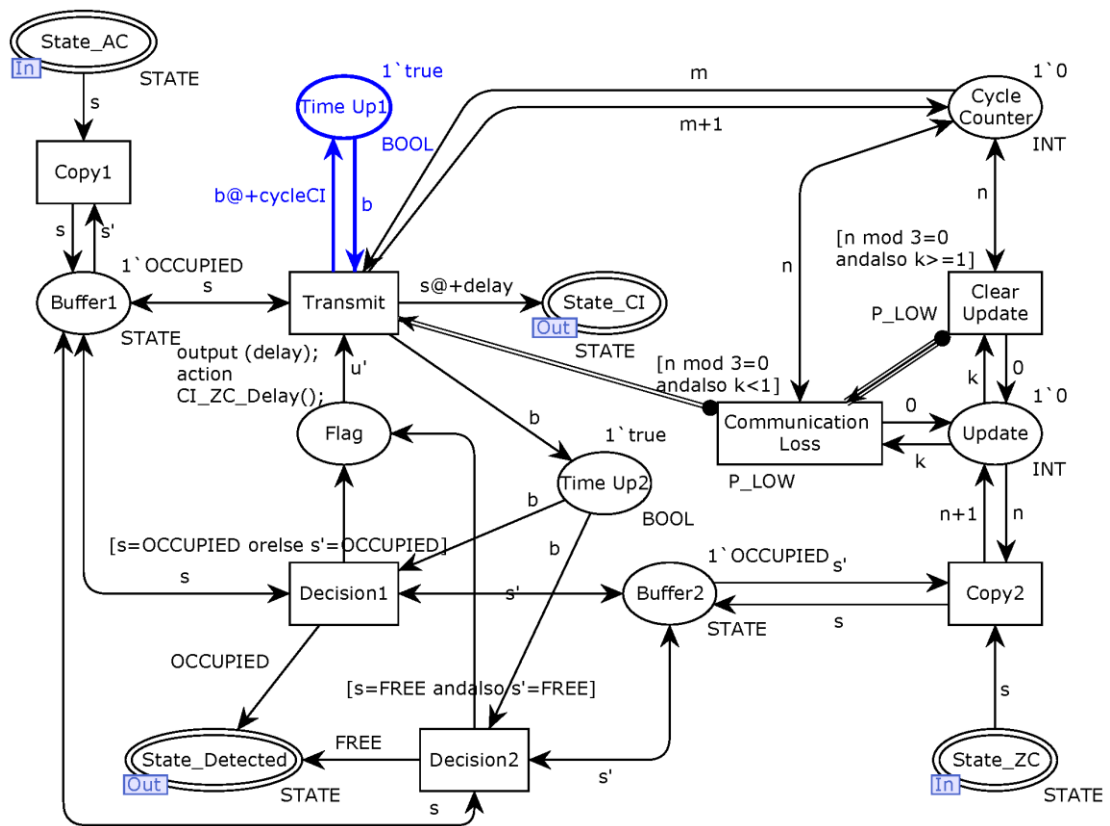 State_AC
In
STATE
s
Copy1
s
s'
1`true
Time Up1
BOOL
b@+cycleCI
b
m
m+1
1`0
Cycle
Counter
INT
n
n
[n mod 3=0
andalso k>=1]
Clear
Update
P_LOW
1`OCCUPIED
s
Buffer1
STATE
Transmit
s@+delay
State_CI
Out
STATE
output (delay);
action
CI_ZC_Delay();
u'
[n mod 3=0
andalso k<1]
Communication
Loss
P_LOW
0
k
k
0
1`0
Update
INT
Flag
b
1`true
Time Up2
BOOL
b
b
n+1
n
[s=OCCUPIED orelse s'=OCCUPIED]
s
Decision1
s'
1`OCCUPIED
s'
Buffer2
STATE
s
Copy2
OCCUPIED
[s=FREE andalso s'=FREE]
s
State_Detected
Out
STATE
FREE
Decision2
s'
s
State_ZC
In
STATE